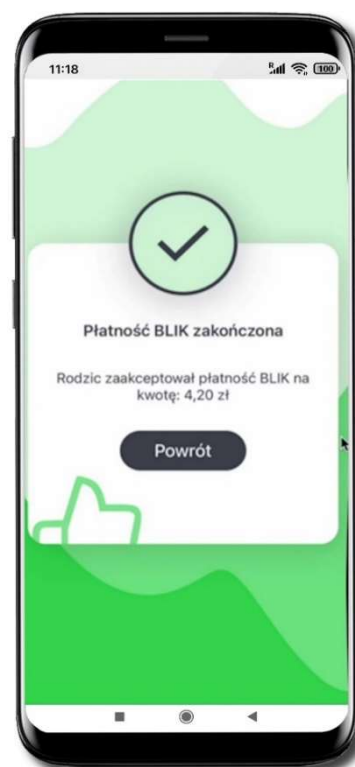 11:18
R
100
Płatność BLIK zakończona
Rodzic zaakceptował płatność BLIK na
kwotę: 4,20 zł
Powrót